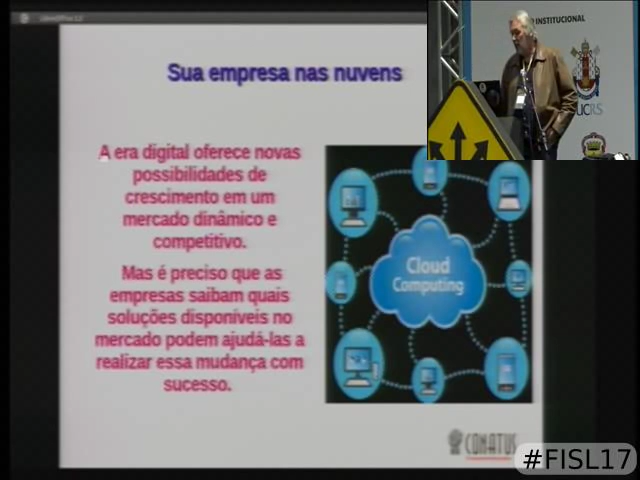 Sua empresa nas nuvens
INSTITUCIONAL
A era digital oferece novas
possibilidades de
crescimento em um
mercado dinâmico e
competitivo.
Mas é preciso que as
empresas saibam quais
soluções disponíveis no
mercado podem ajudá-las a
realizar essa mudança com
sucesso.
Cloud
Computing
CONATUS
#FISL17